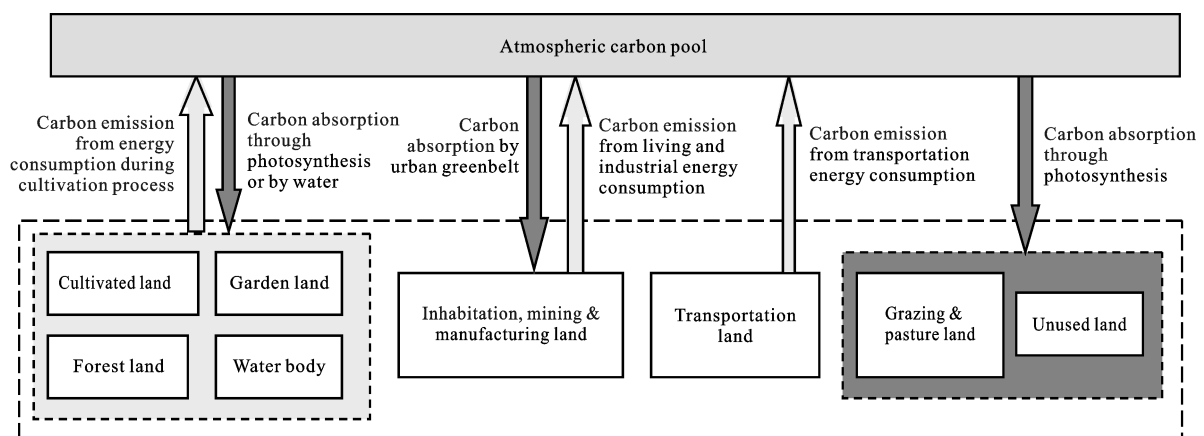 Atmospheric carbon pool
Carbon emission
from energy
consumption during
cultivation process
Carbon absorption
through
photosynthesis
or by water
Carbon
absorption by
urban greenbelt
Carbon emission
from living and
industrial energy
consumption
Carbon emission
from transportation
energy consumption
Carbon absorption
through
photosynthesis
Cultivated land
Garden land
Forest land
Water body
Inhabitation, mining &
manufacturing land
Transportation
land
Grazing &
pasture land
Unused land